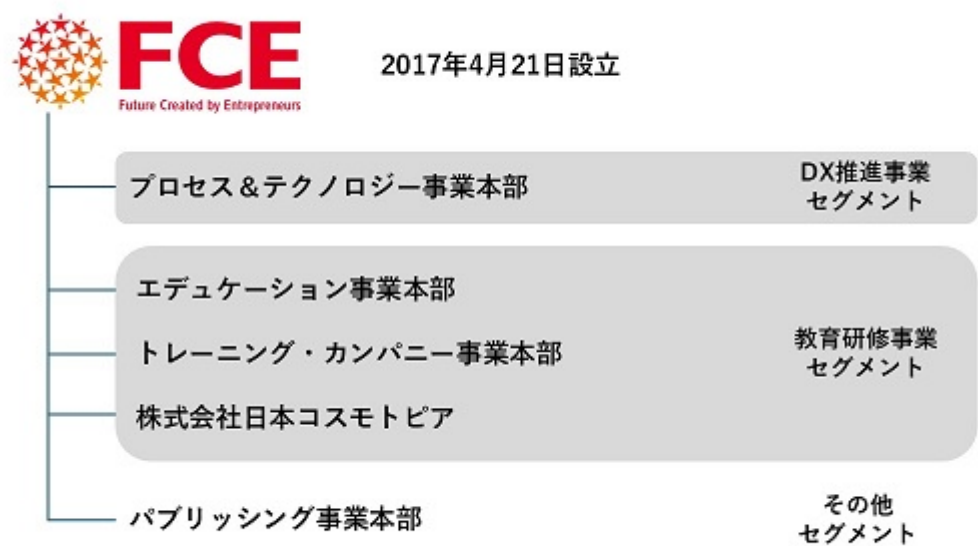 FCE
Future Created by Entrepreneurs
2017年4月21日設立
プロセス＆テクノロジー事業本部
DX推進事業
セグメント
エデュケーション事業本部
トレーニング・カンパニー事業本部
株式会社日本コスモトピア
教育研修事業
セグメント
パブリッシング事業本部
その他
セグメント